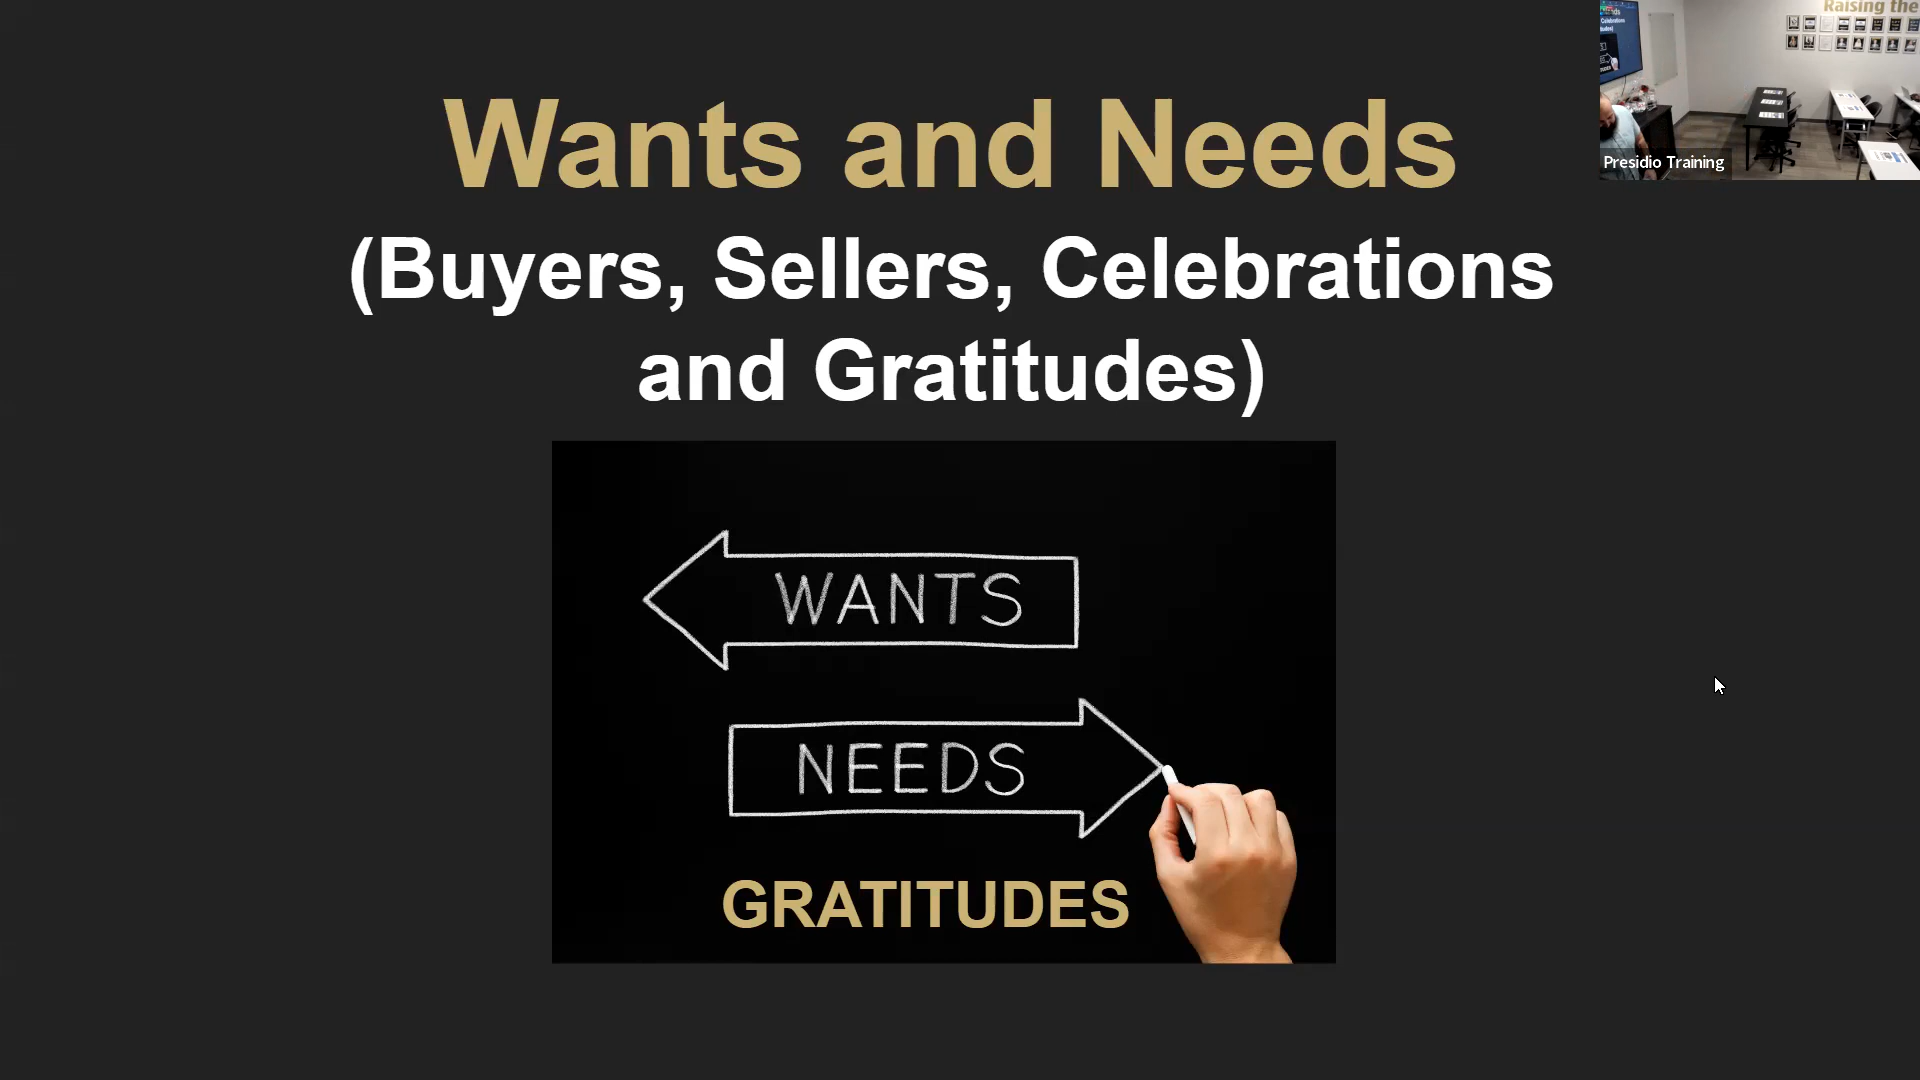 Wants and Needs
(Buyers, Sellers, Celebrations
and Gratitudes)
WANTS
NEEDS
GRATITUDES
Raising the
Presidio Training